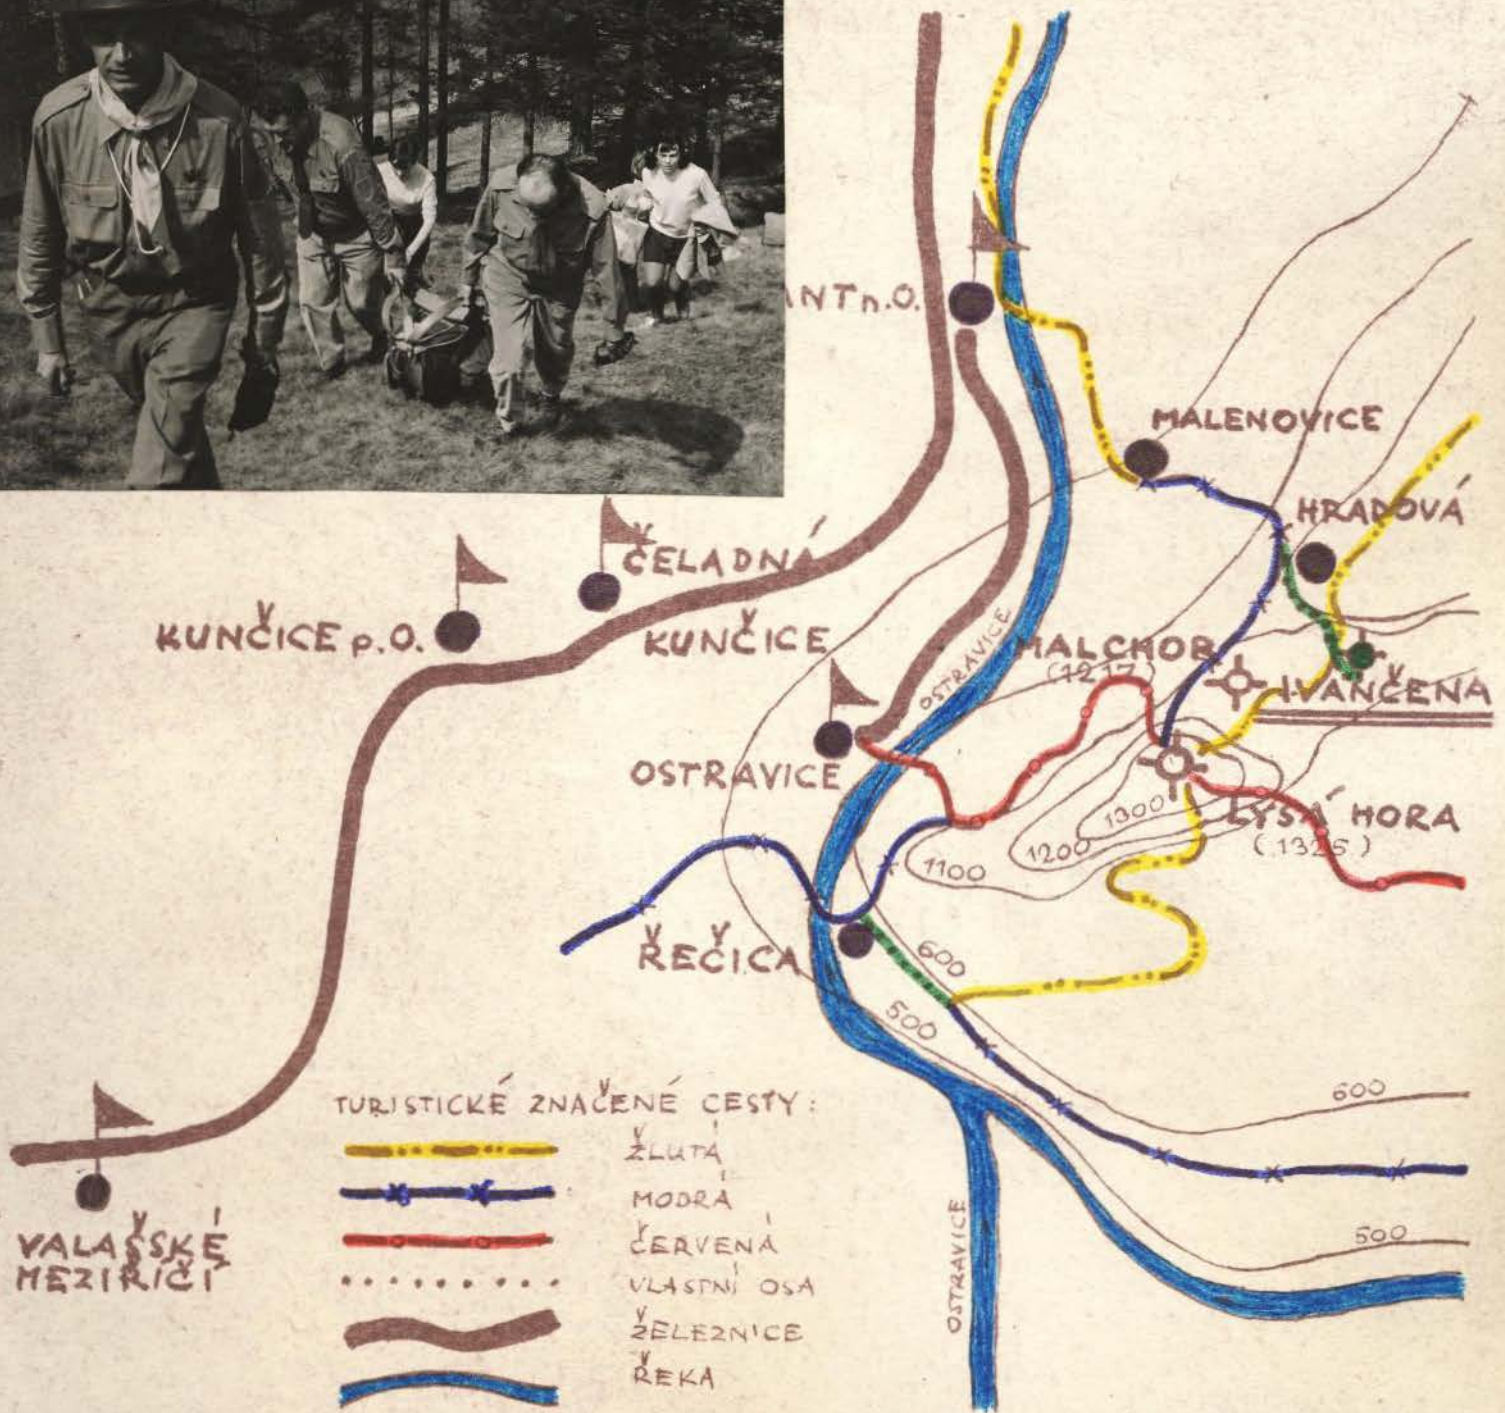 NT n.O.
MALENOVICE
HRADOVÁ
ČELADNÁ
KUNČICE p.O.
KUNČICE
OSTRAVICE
MALCHOR
(1217)
IVANČENA
OSTRAVICE
1300
LYSÁ HORA
(1325)
1200
1100
ŘEČICA
600
500
600
500
OSTRAVICE
TURISTICKÉ ZNAČENÉ CESTY:
ŽLUTÁ
MODRÁ
ČERVENÁ
VLASTNÍ OSA
ŽELEZNICE
ŘEKA
VALAŠSKÉ
MEZIŘÍČÍ